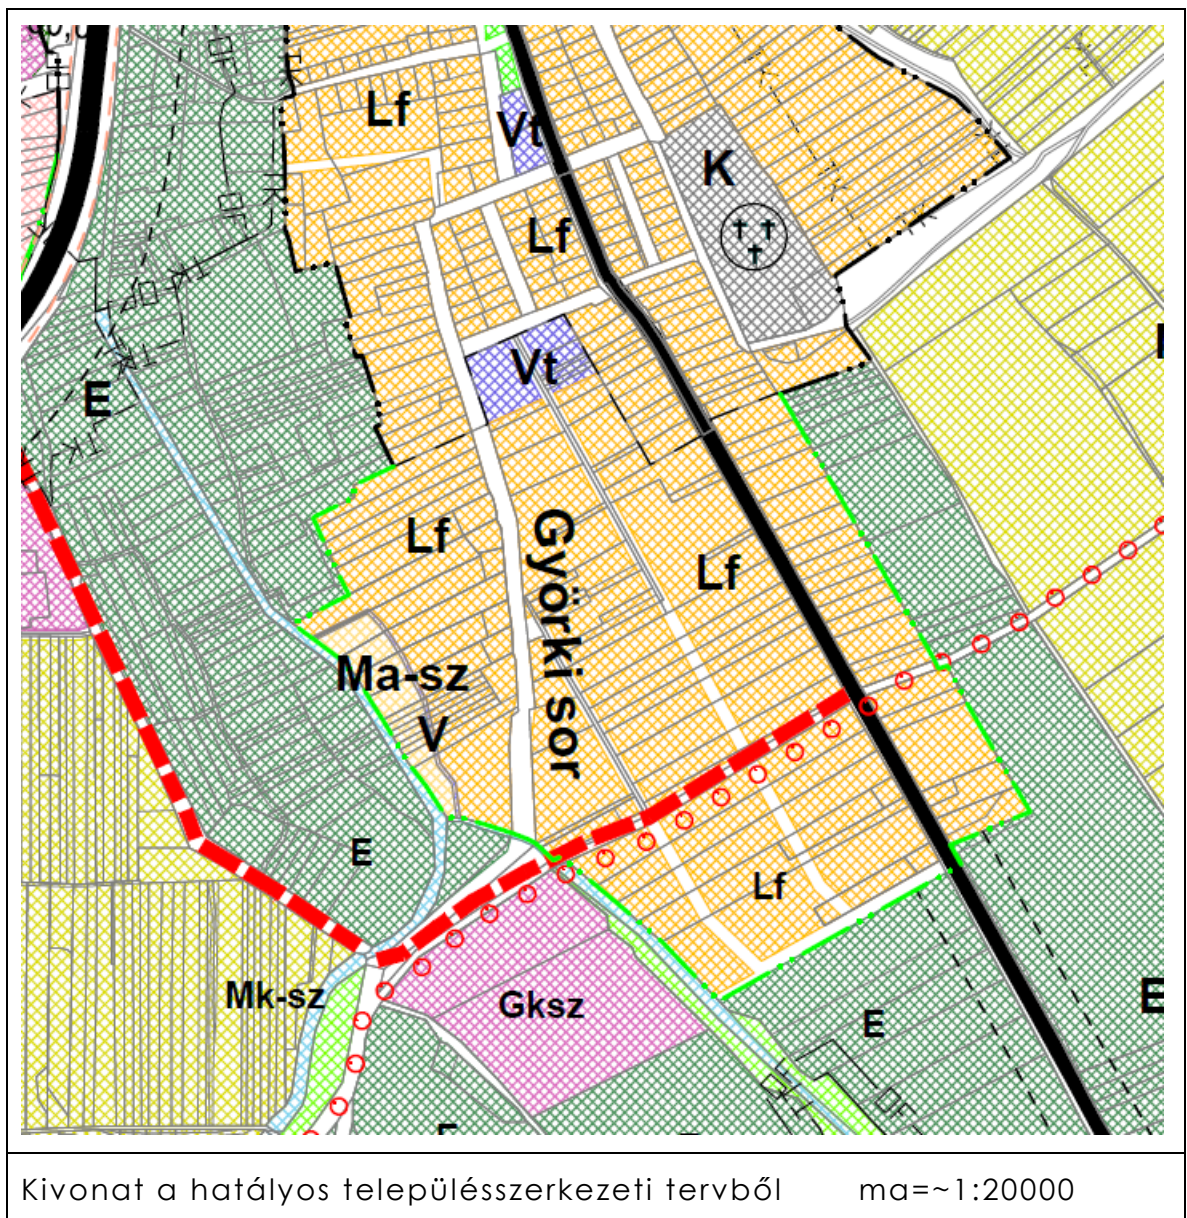 Lf
Vt
K
Lf
Vt
E
Lf
Györki sor
Lf
Ma-sz
V
E
Lf
Mk-sz
Gksz
E
E
Kivonat a hatályos településszerkezeti tervből ma=~1:20000